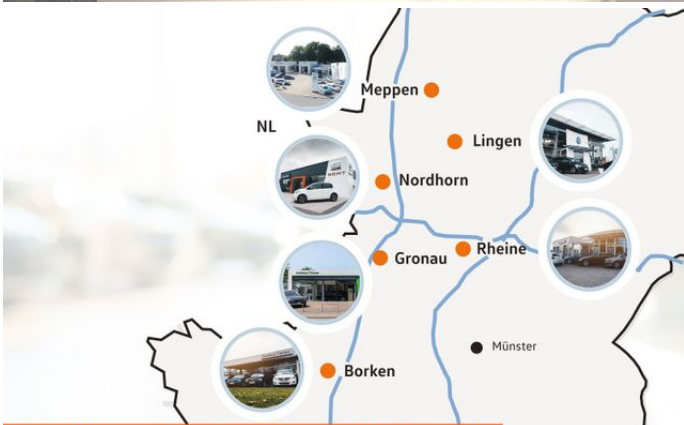 Meppen
NL
Lingen
Nordhorn
Gronau
Rheine
Münster
Borken